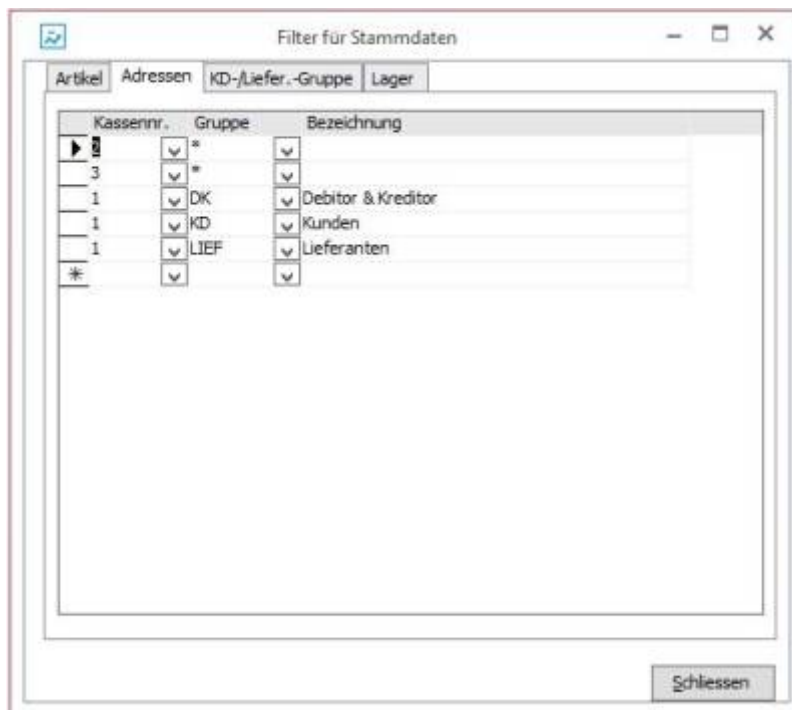 Filter für Stammdaten
Artikel Adressen KD-/Liefer.-Gruppe Lager
Kassennr. Gruppe Bezeichnung
2 *
3 *
1 DK Debitor & Kreditor
1 KD Kunden
1 LIEF Lieferanten
*
Schliessen